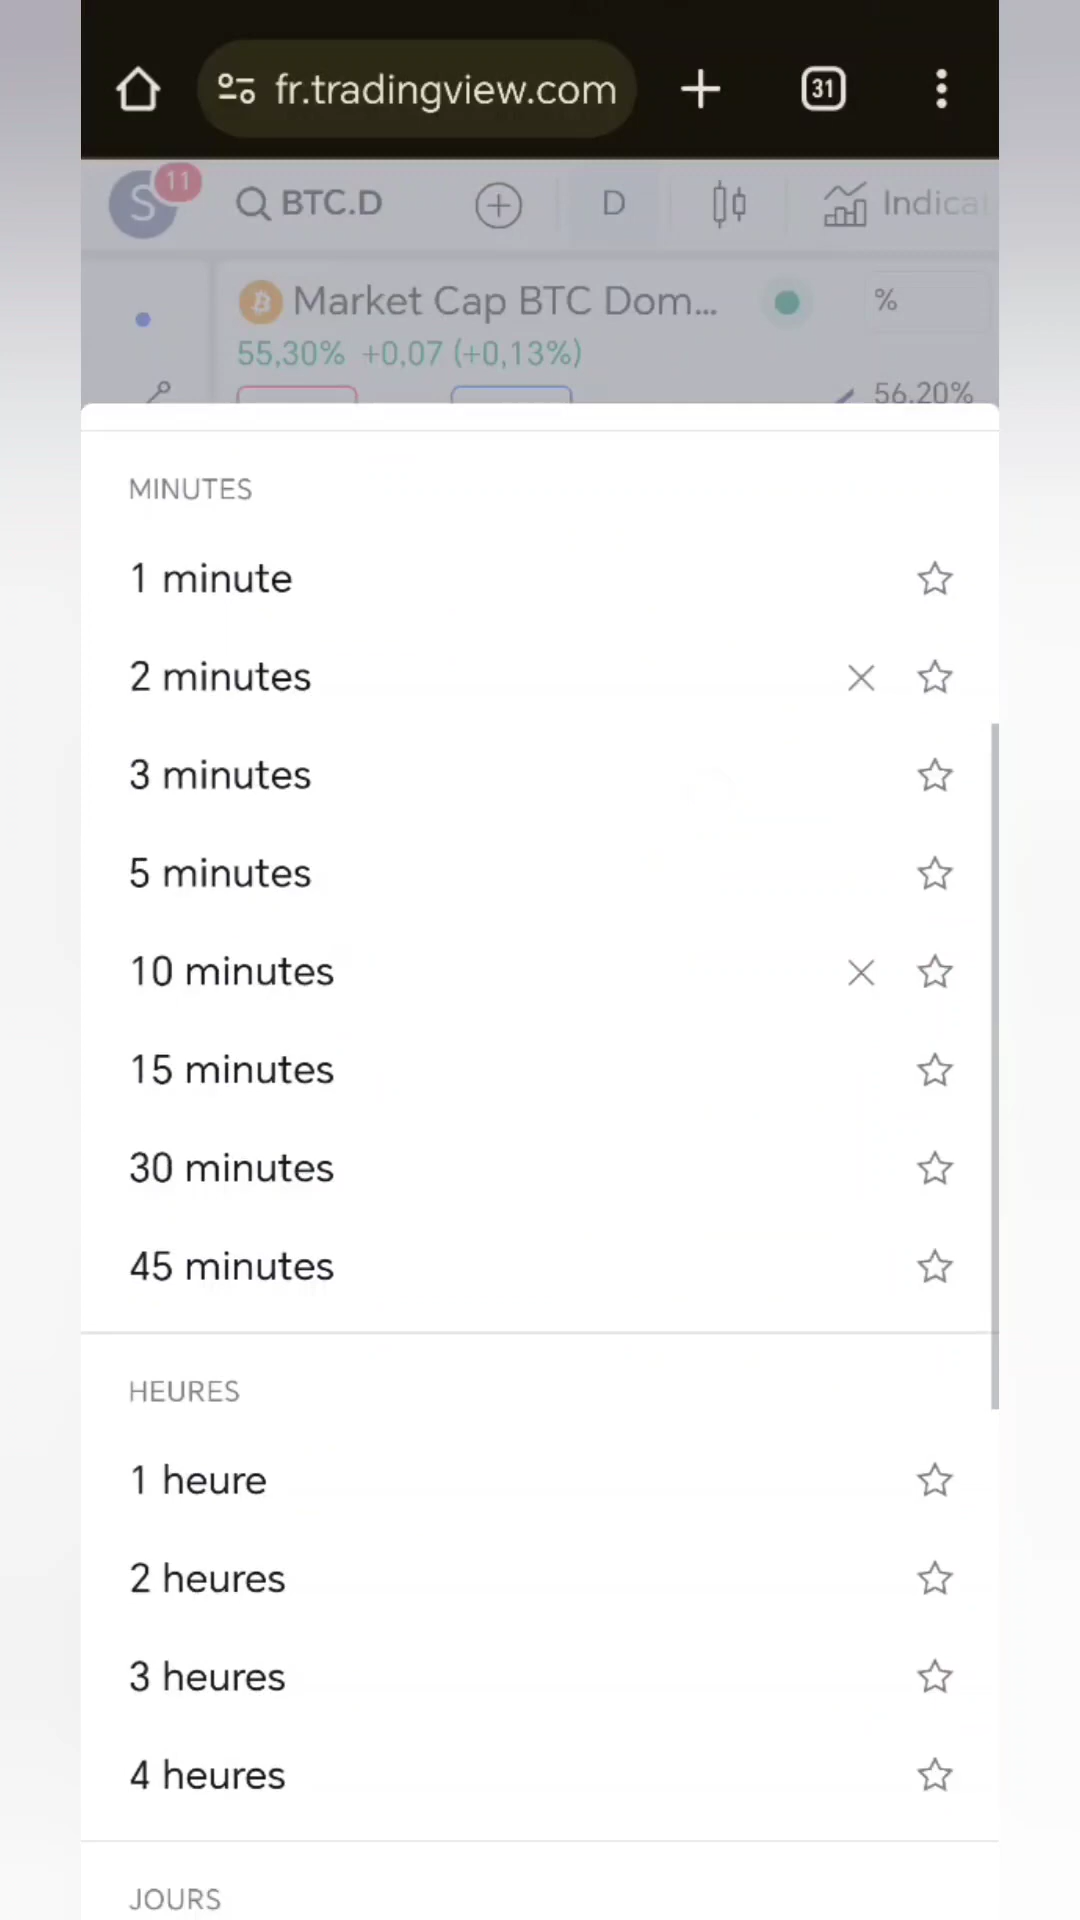 fr.tradingview.com
31
S
11
BTC.D
D
Indica
Market Cap BTC Dom...
%
55,30% +0,07 (+0,13%)
56,20%
MINUTES
1 minute
2 minutes
3 minutes
5 minutes
10 minutes
15 minutes
30 minutes
45 minutes
HEURES
1 heure
2 heures
3 heures
4 heures
JOURS